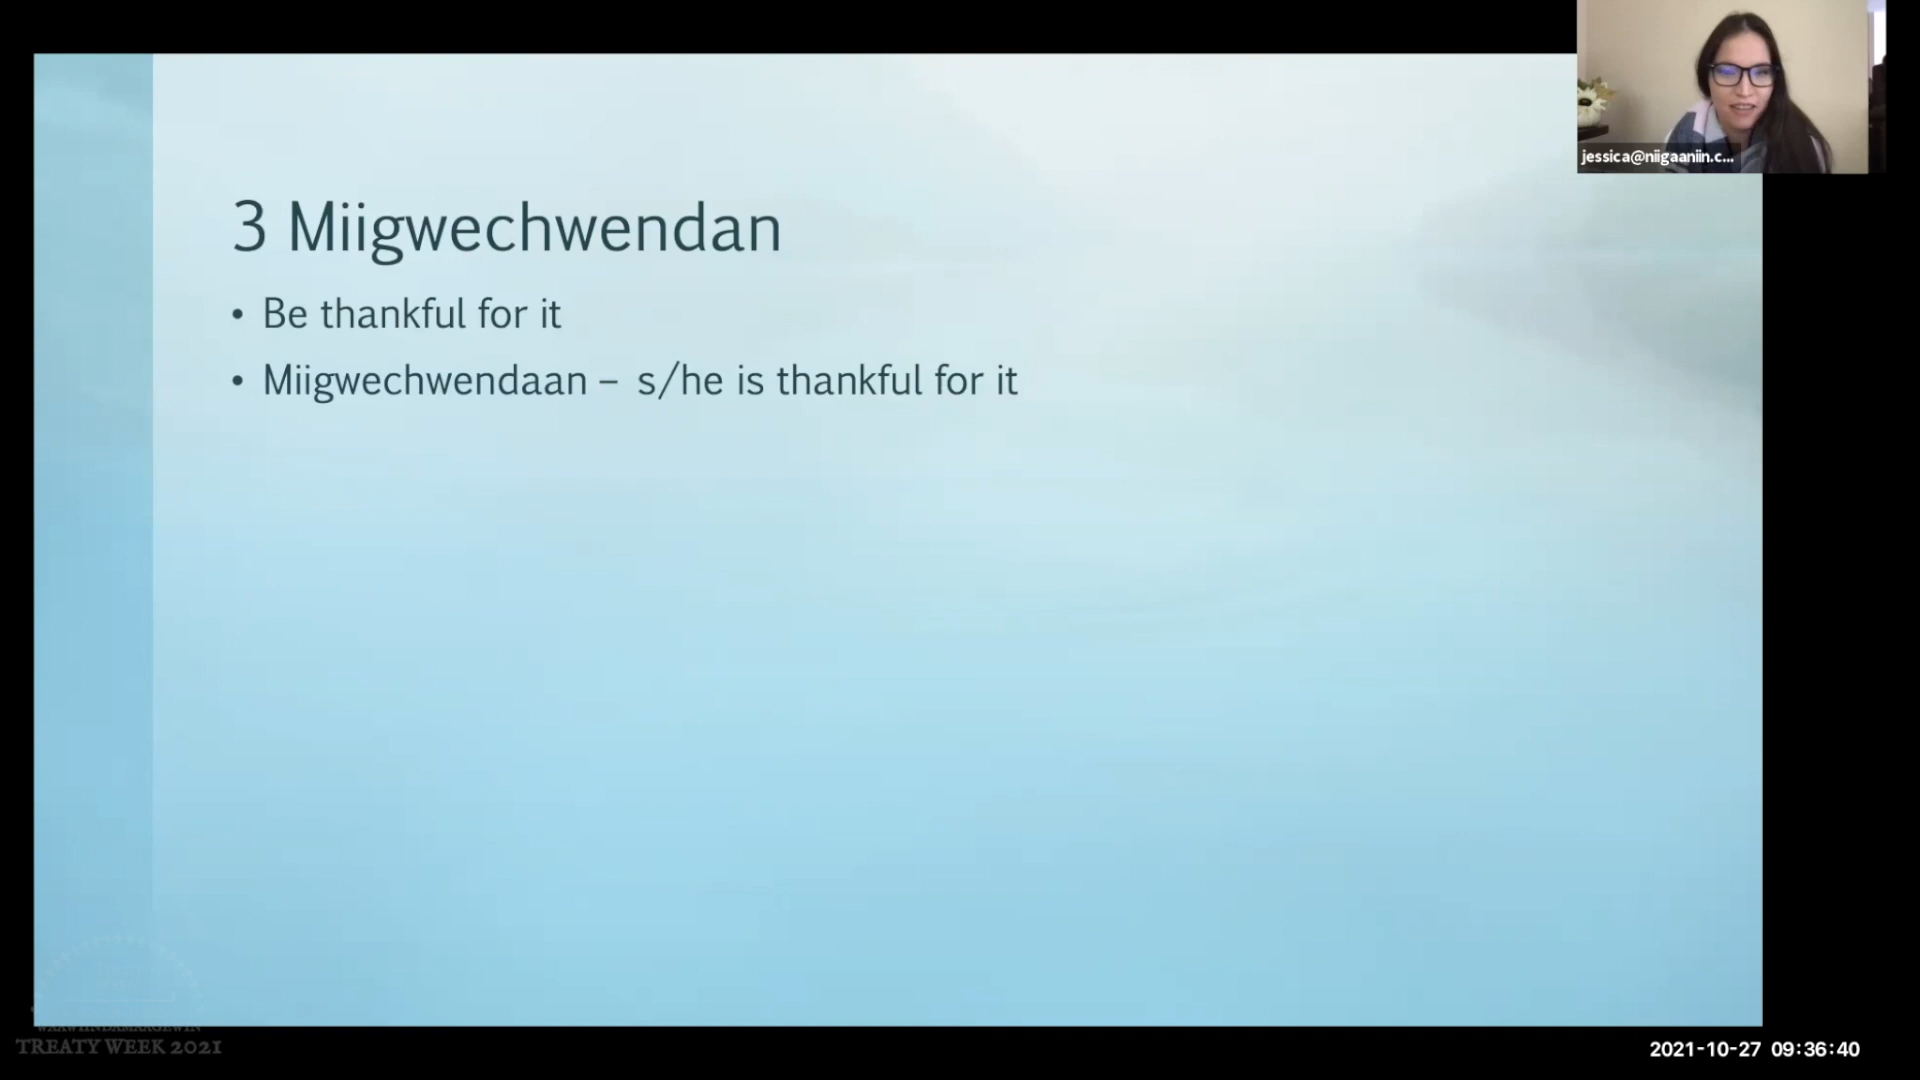 jessica@niigaaniin.c...
3 Miigwechwendan
• Be thankful for it
• Miigwechwendaan – s/he is thankful for it
TREATY WEEK 2021
2021-10-27 09:36:40